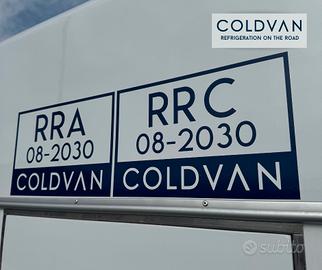 COLDVAN
REFRIGERATION ON THE ROAD
RRA
08-2030
COLDVAN
RRC
08-2030
COLDVAN
subito